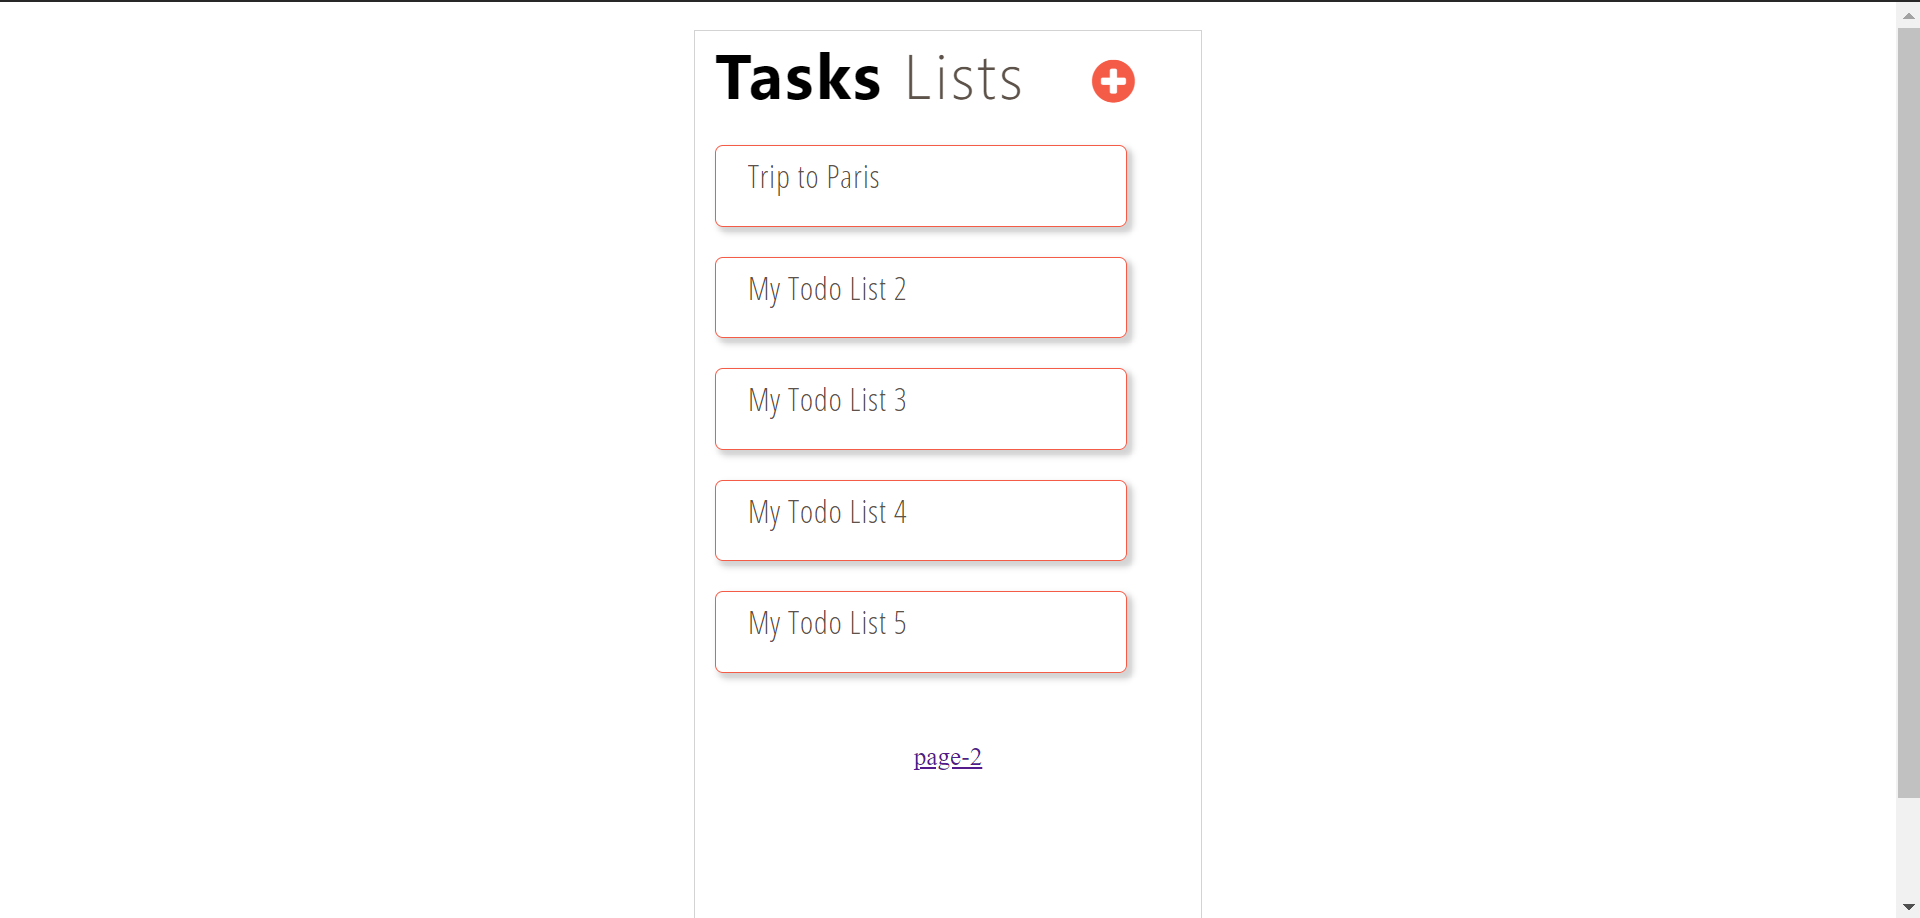 Tasks Lists
Trip to Paris
My Todo List 2
My Todo List 3
My Todo List 4
My Todo List 5
page-2